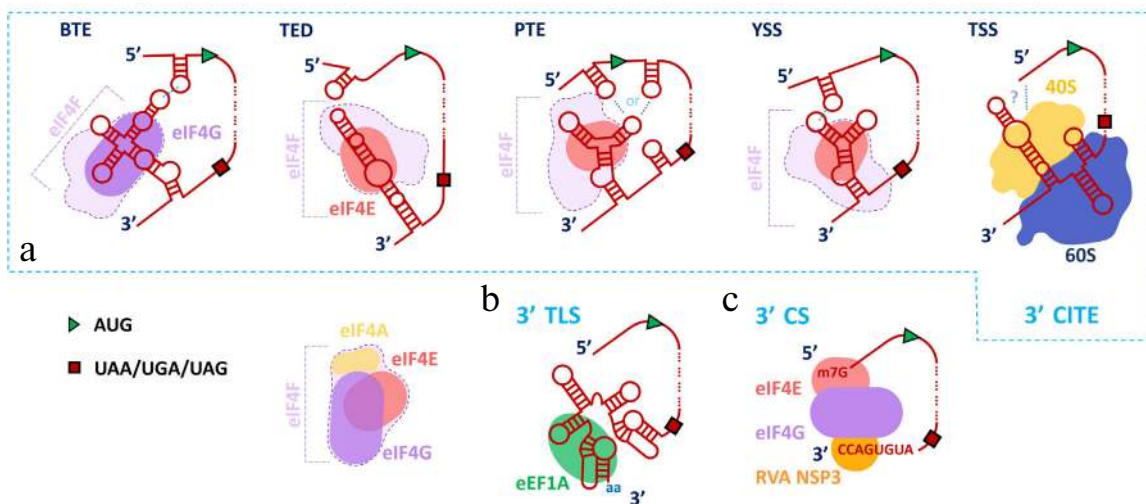 BTE
TED
PTE
YSS
TSS
5’
5’
5’
5’
5’
eIF4F
eIF4G
eIF4F
eIF4E
eIF4F
or
eIF4F
?
40S
60S
3’
3’
3’
3’
3’
a
AUG
UAA/UGA/UAG
eIF4F
eIF4A
eIF4E
eIF4G
b
3’ TLS
5’
eEF1A
aa
3’
c
3’ CS
5’
m7G
eIF4E
eIF4G
3’
CCAGUGUA
RVA NSP3
3’ CITE